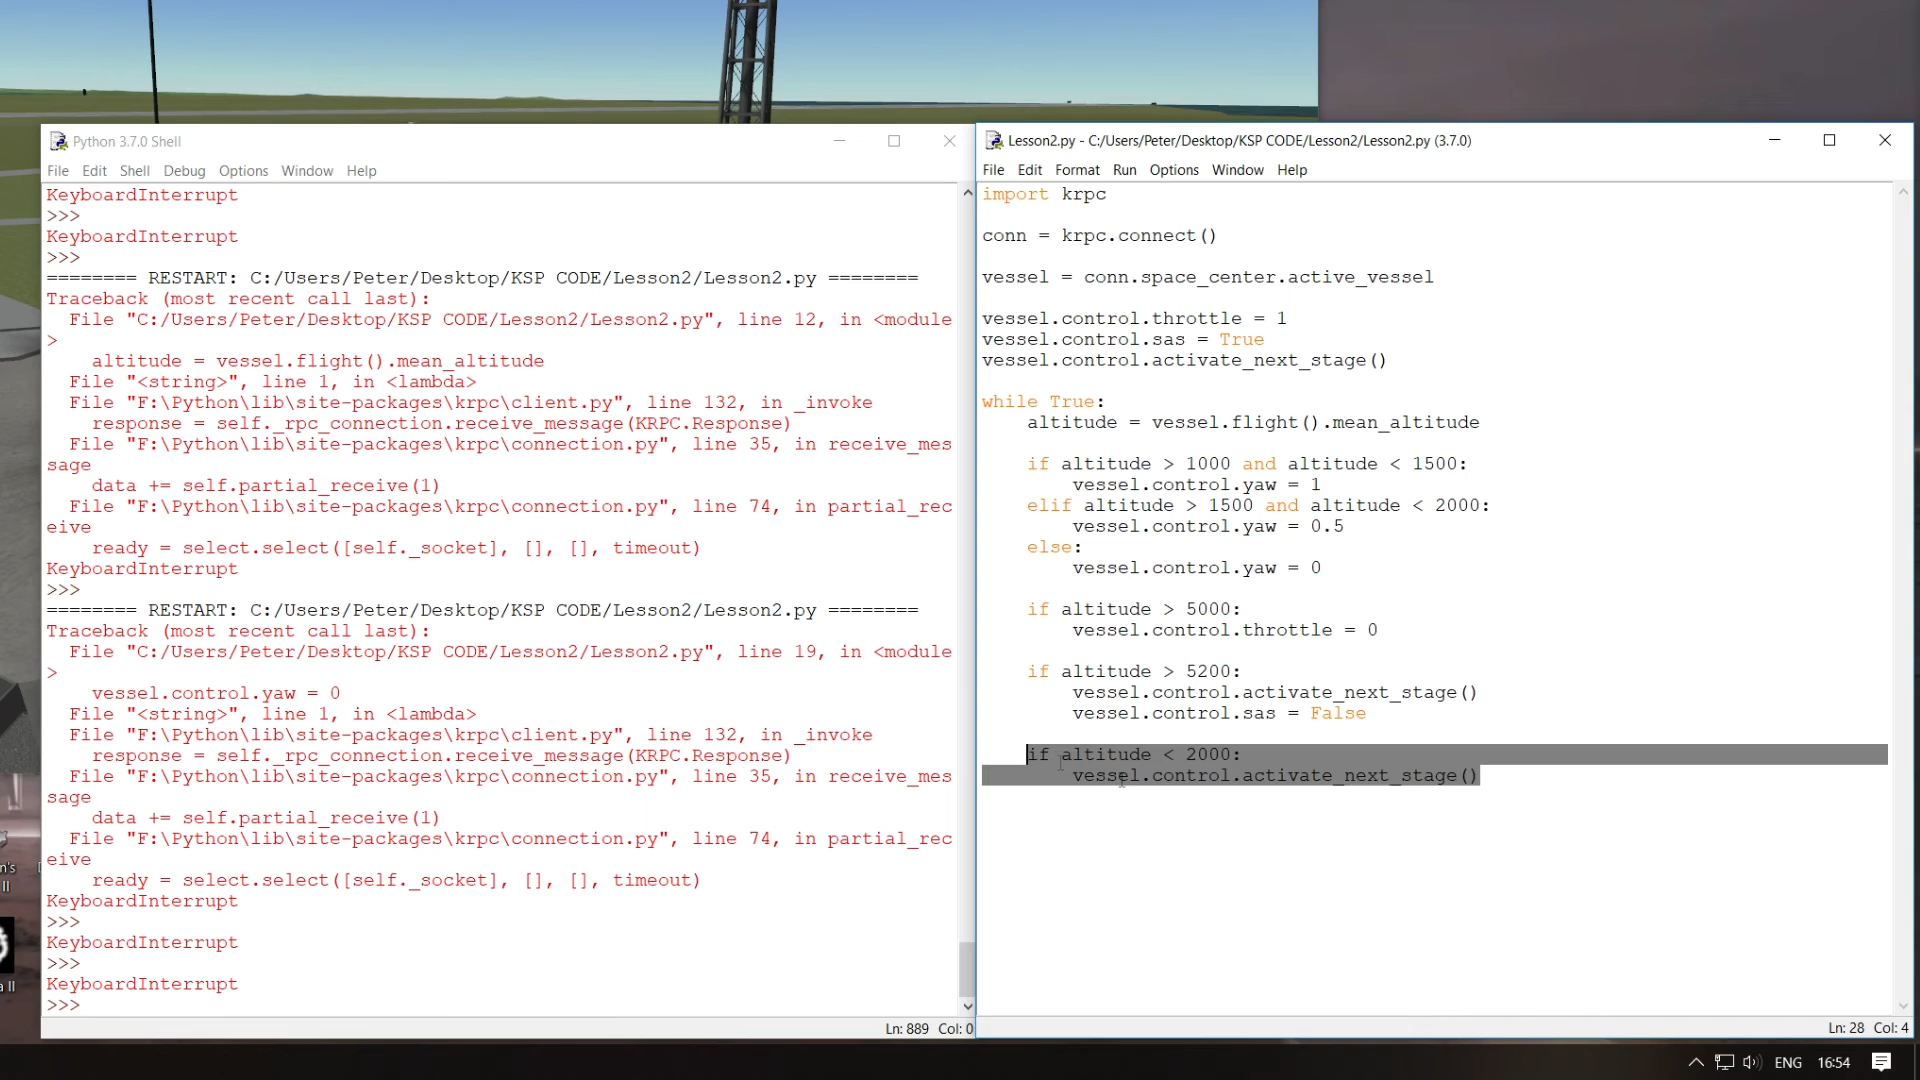 Python 3.7.0 Shell
File Edit Shell Debug Options Window Help
KeyboardInterrupt
>>>
KeyboardInterrupt
>>>
======== RESTART: C:/Users/Peter/Desktop/KSP CODE/Lesson2/Lesson2.py ========
Traceback (most recent call last):
  File "C:/Users/Peter/Desktop/KSP CODE/Lesson2/Lesson2.py", line 12, in <module
>
    altitude = vessel.flight().mean_altitude
  File "<string>", line 1, in <lambda>
  File "F:\Python\lib\site-packages\krpc\client.py", line 132, in _invoke
    response = self._rpc_connection.receive_message(KRPC.Response)
  File "F:\Python\lib\site-packages\krpc\connection.py", line 35, in receive_mes
sage
    data += self.partial_receive(1)
  File "F:\Python\lib\site-packages\krpc\connection.py", line 74, in partial_rec
eive
    ready = select.select([self._socket], [], [], timeout)
KeyboardInterrupt
>>>
======== RESTART: C:/Users/Peter/Desktop/KSP CODE/Lesson2/Lesson2.py ========
Traceback (most recent call last):
  File "C:/Users/Peter/Desktop/KSP CODE/Lesson2/Lesson2.py", line 19, in <module
>
    vessel.control.yaw = 0
  File "<string>", line 1, in <lambda>
  File "F:\Python\lib\site-packages\krpc\client.py", line 132, in _invoke
    response = self._rpc_connection.receive_message(KRPC.Response)
  File "F:\Python\lib\site-packages\krpc\connection.py", line 35, in receive_mes
sage
    data += self.partial_receive(1)
  File "F:\Python\lib\site-packages\krpc\connection.py", line 74, in partial_rec
eive
    ready = select.select([self._socket], [], [], timeout)
KeyboardInterrupt
>>>
KeyboardInterrupt
>>>
KeyboardInterrupt
>>>
Ln: 889 Col: 0
Lesson2.py - C:/Users/Peter/Desktop/KSP CODE/Lesson2/Lesson2.py (3.7.0)
File Edit Format Run Options Window Help
import krpc
conn = krpc.connect()
vessel = conn.space_center.active_vessel
vessel.control.throttle = 1
vessel.control.sas = True
vessel.control.activate_next_stage()
while True:
    altitude = vessel.flight().mean_altitude
    if altitude > 1000 and altitude < 1500:
        vessel.control.yaw = 1
    elif altitude > 1500 and altitude < 2000:
        vessel.control.yaw = 0.5
    else:
        vessel.control.yaw = 0
    if altitude > 5000:
        vessel.control.throttle = 0
    if altitude > 5200:
        vessel.control.activate_next_stage()
        vessel.control.sas = False
    if altitude < 2000:
        vessel.control.activate_next_stage()
Ln: 28 Col: 4
n's
II
a II
ENG 16:54